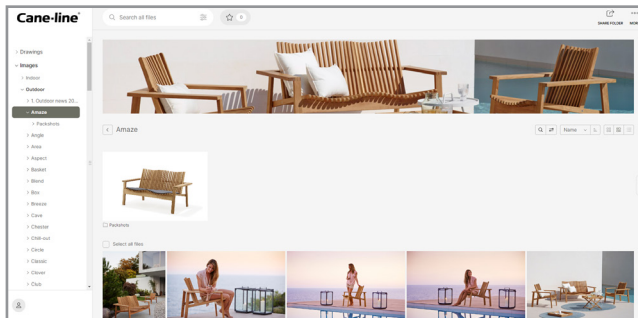 Cane-line
Search all files
0
SHARE FOLDER
MORE
Drawings
Images
Indoor
Outdoor
1. Outdoor news 20...
Amaze
Packshots
Angle
Area
Aspect
Basket
Blend
Box
Breeze
Cave
Chester
Chill-out
Circle
Classic
Clover
Club
Amaze
Name
Packshots
Select all files